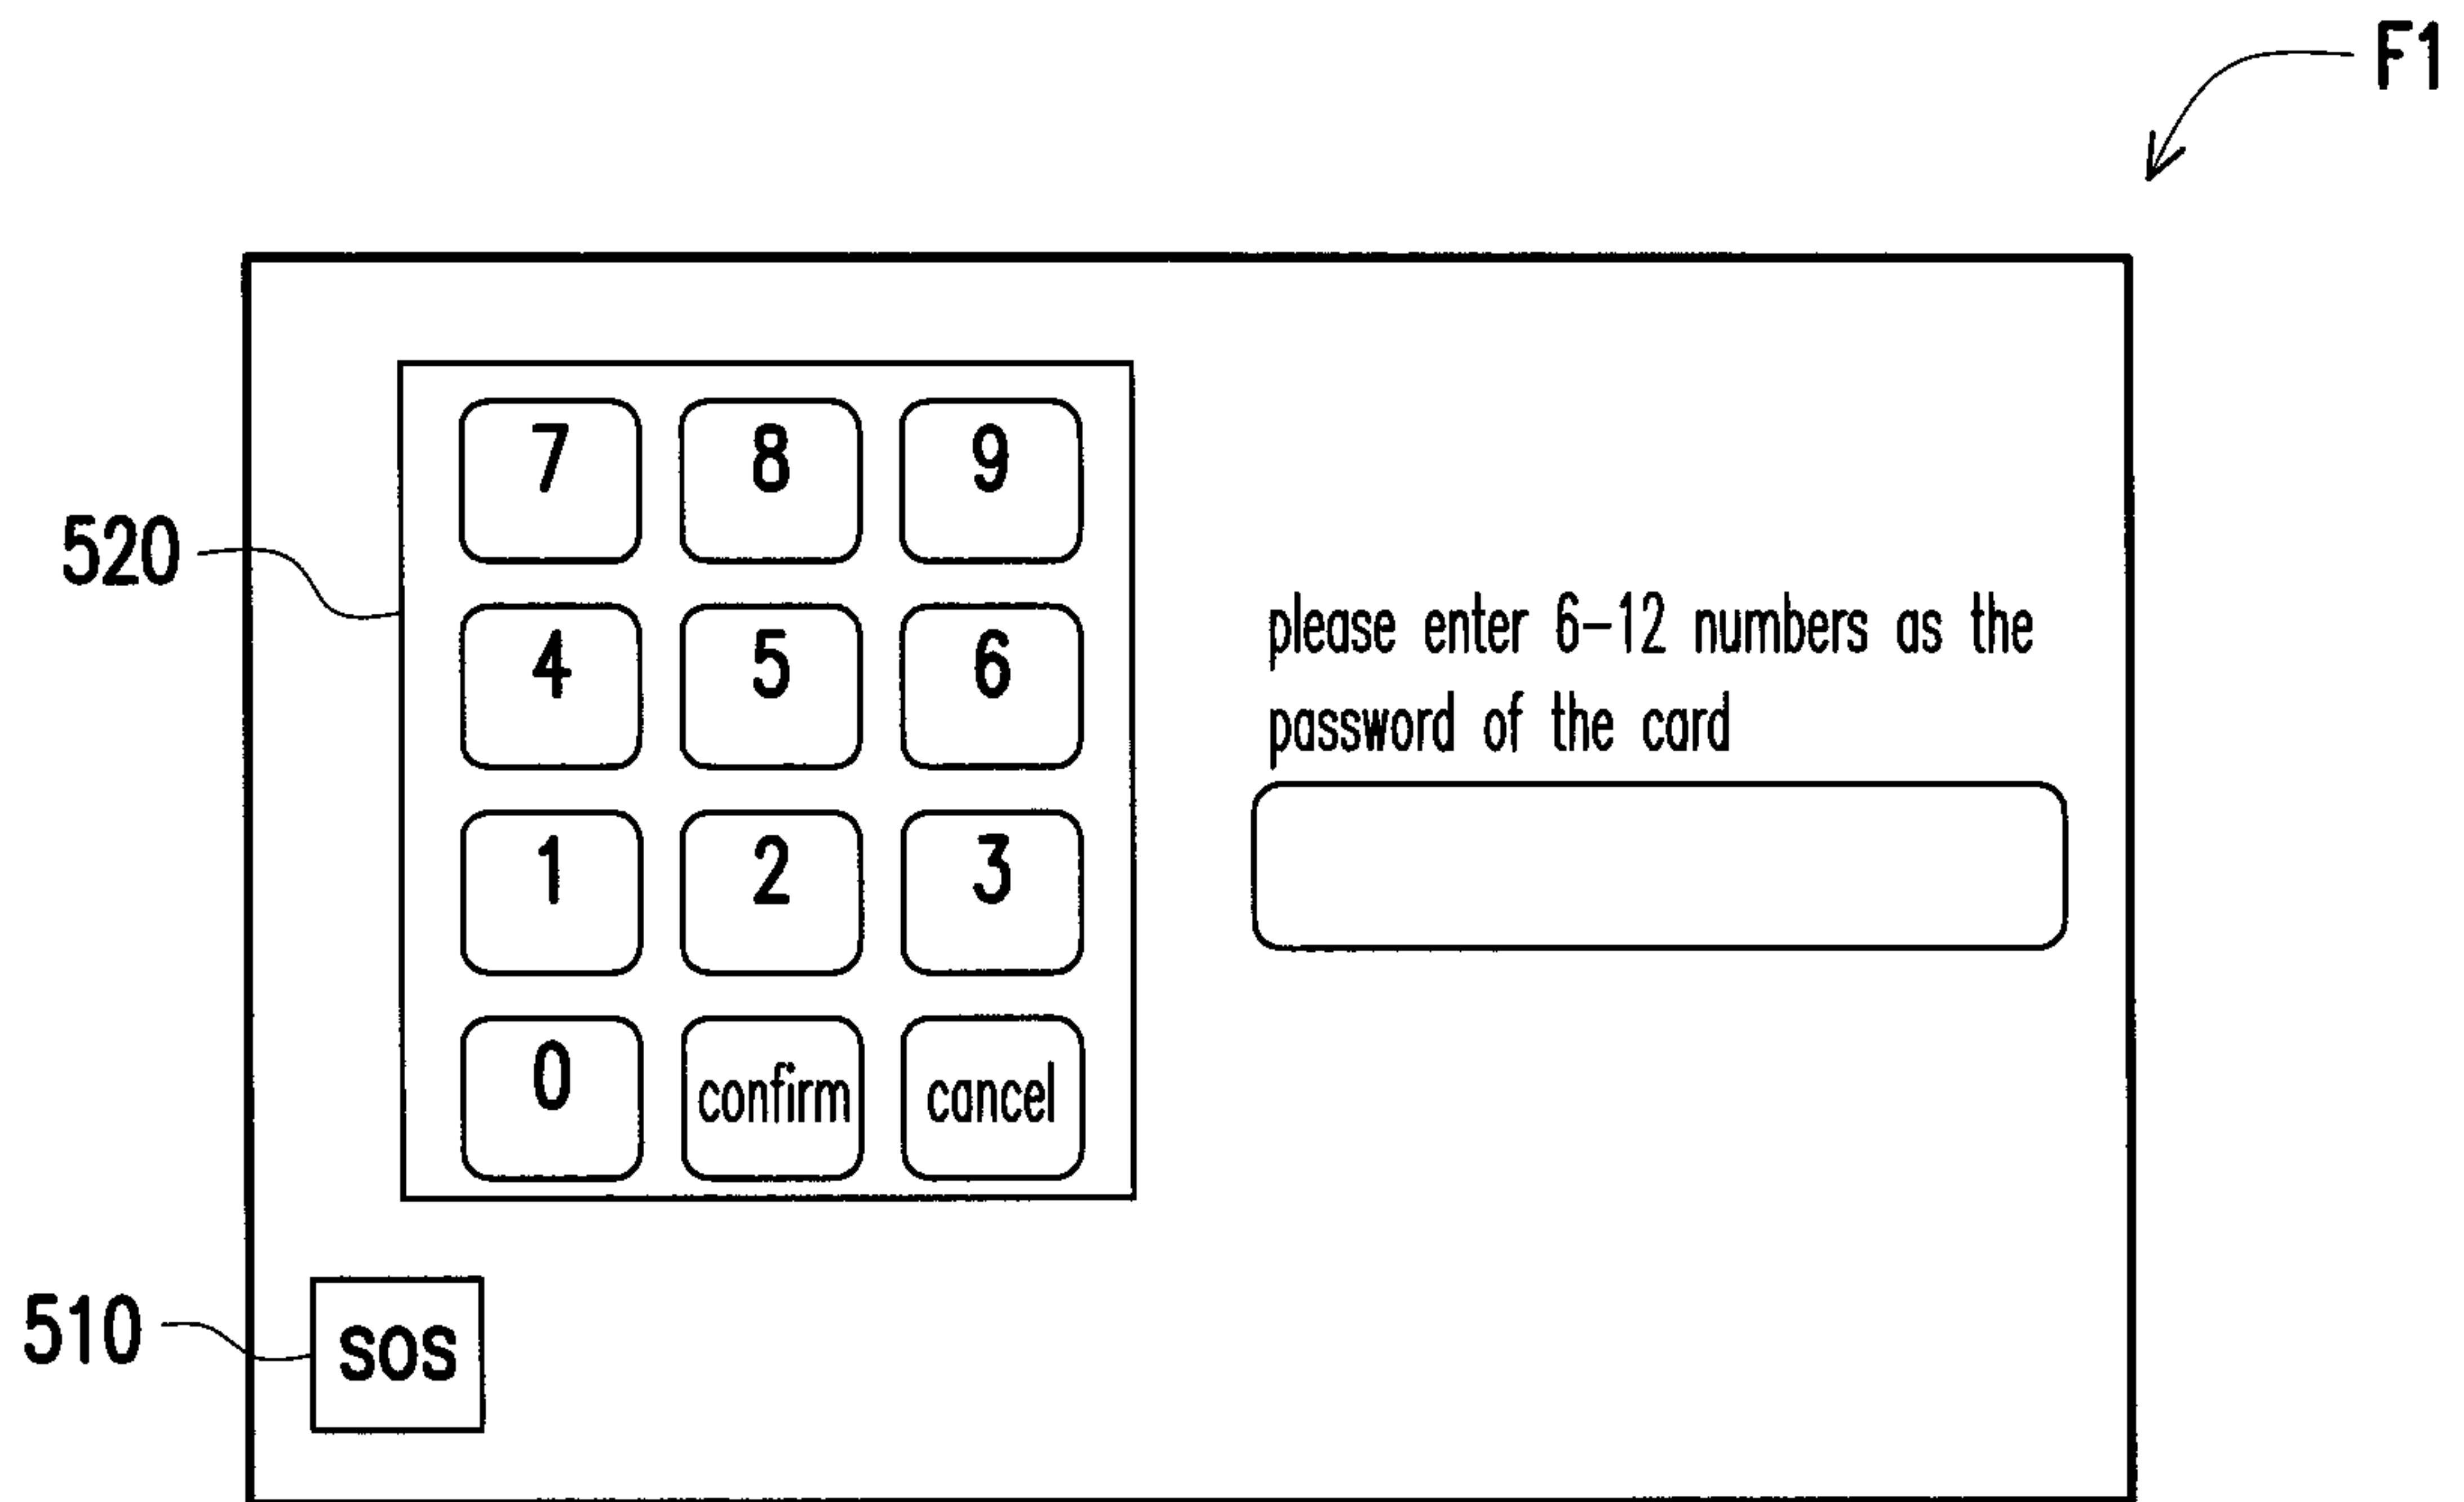 F1
7 8 9
520
4 5 6
please enter 6-12 numbers as the
password of the card
1 2 3
0 confirm cancel
510
SOS